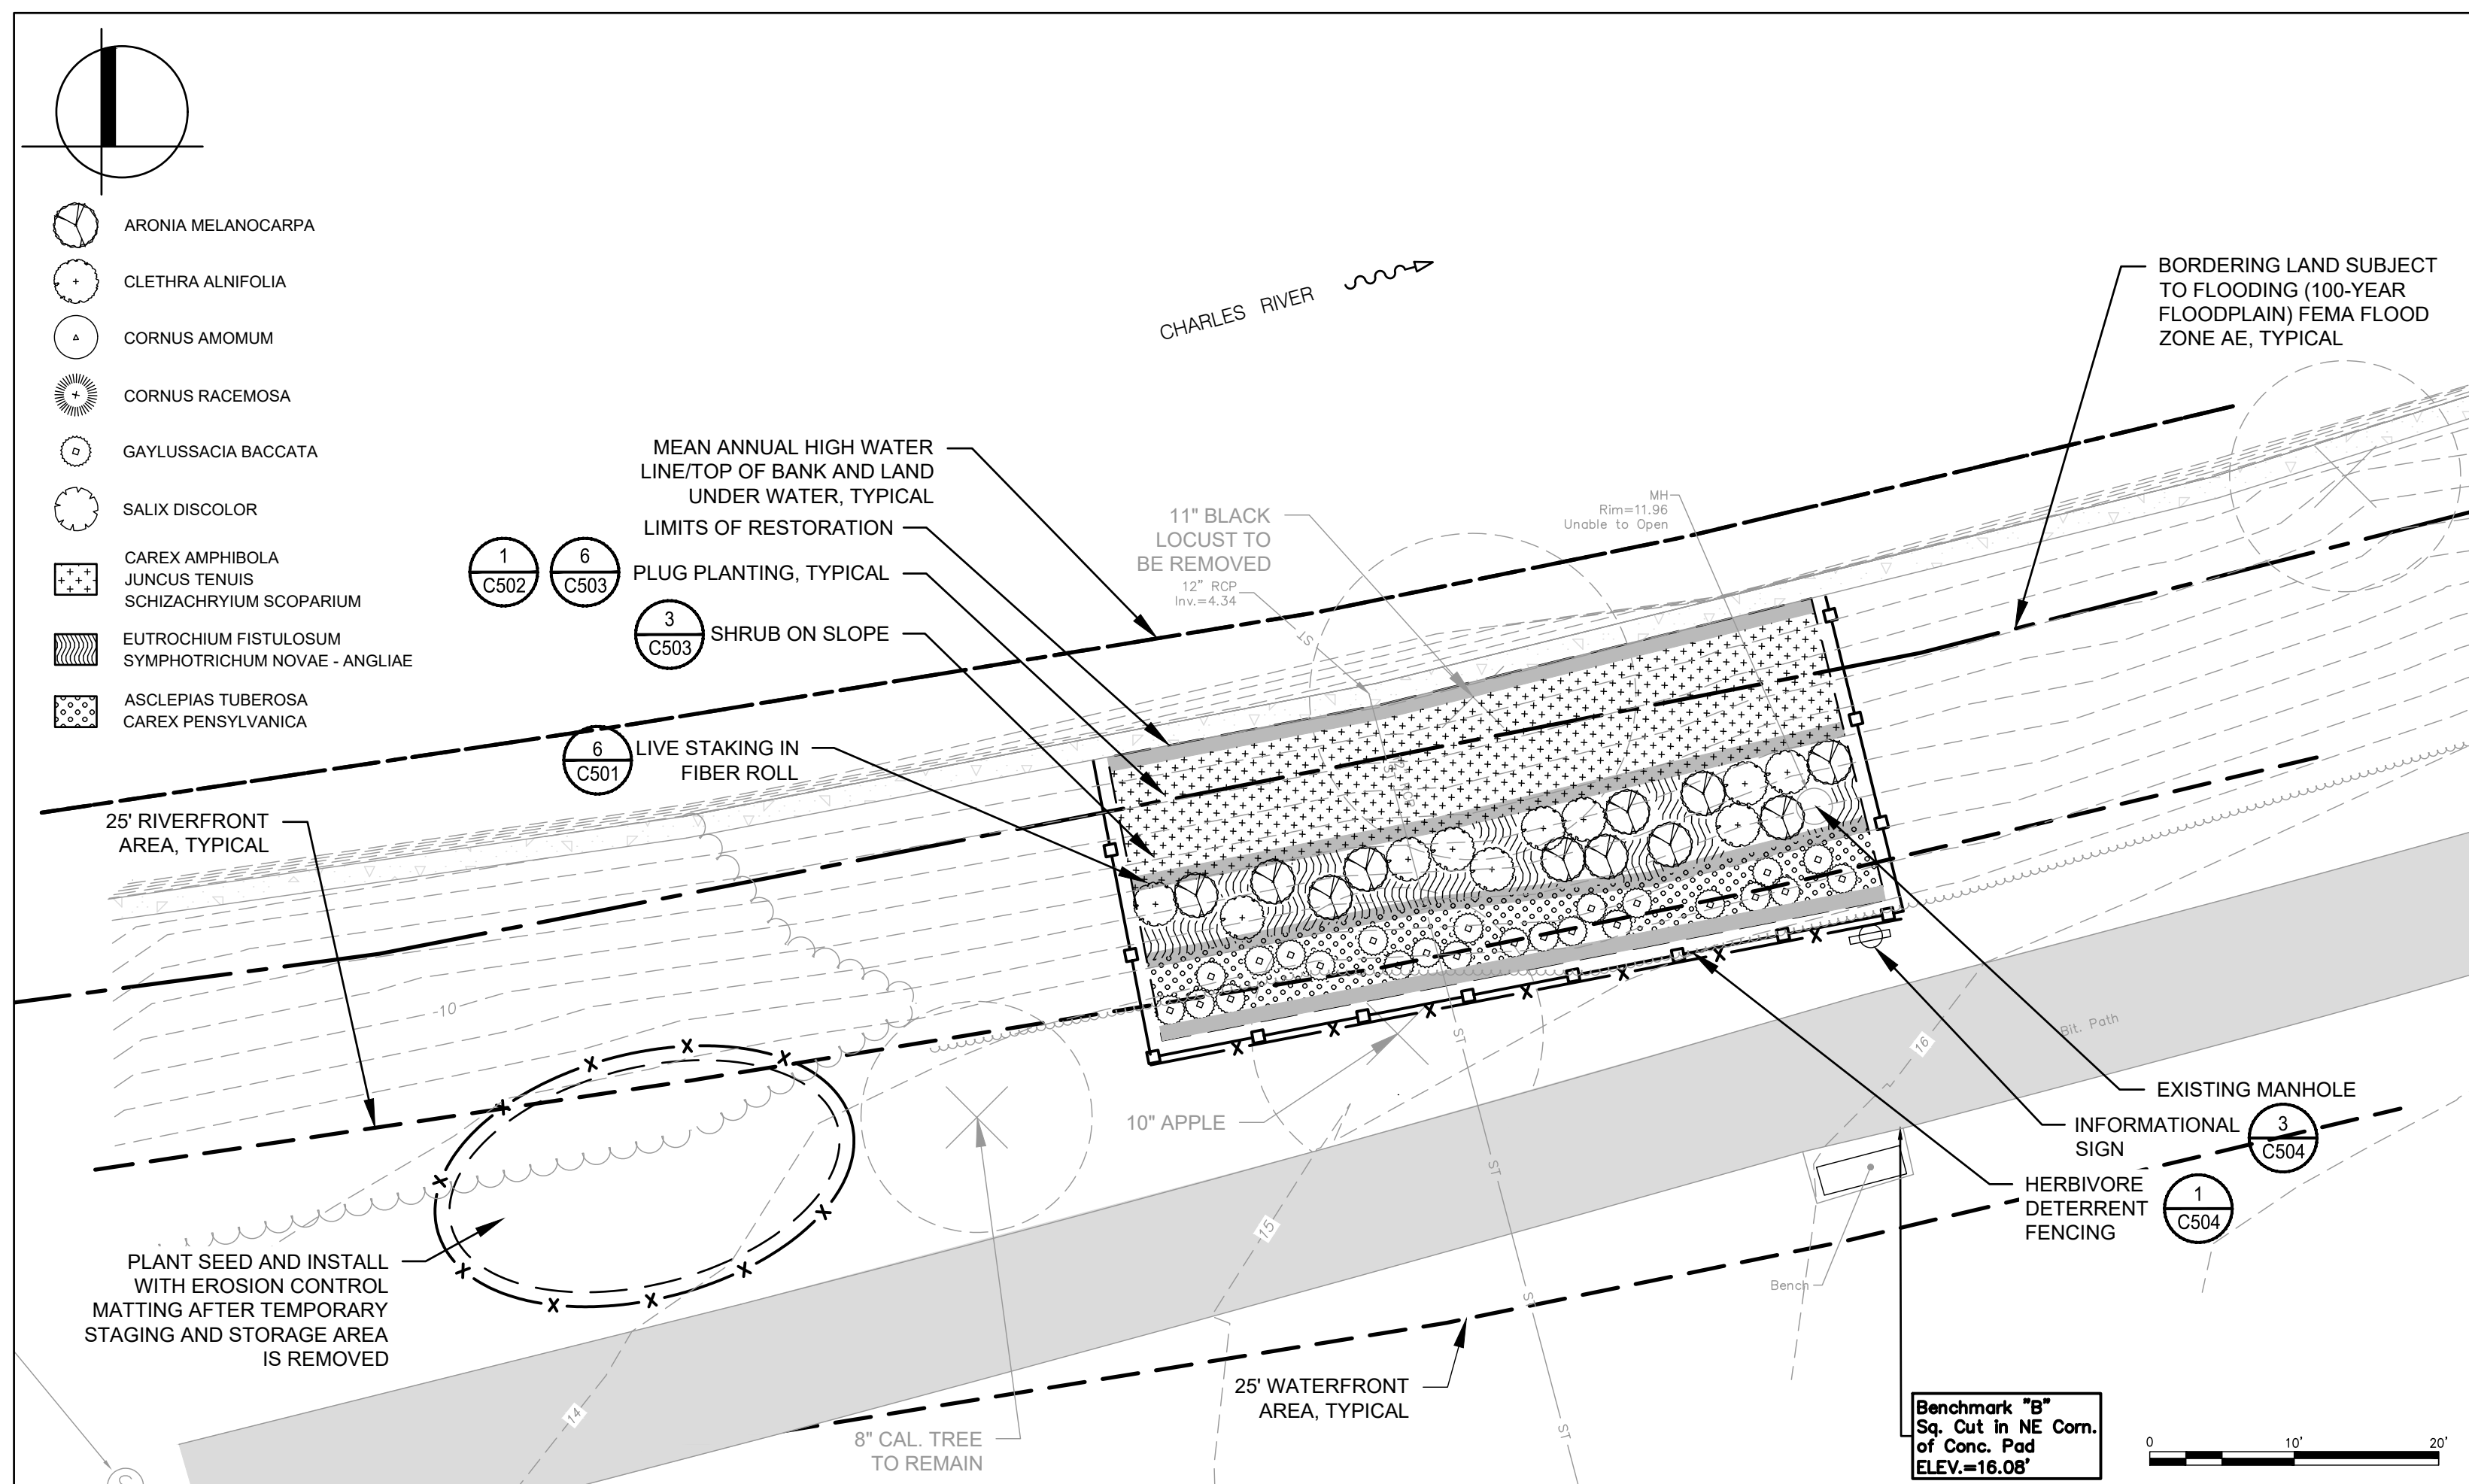 ARONIA MELANOCARPA
CLETHRA ALNIFOLIA
CORNUS AMOMUM
CORNUS RACEMOSA
GAYLUSSACIA BACCATA
SALIX DISCOLOR
CAREX AMPHIBOLA
JUNCUS TENUIS
SCHIZACHRYIUM SCOPARIUM
EUTROCHIUM FISTULOSUM
SYMPHOTRICHUM NOVAE - ANGLIAE
ASCLEPIAS TUBEROSA
CAREX PENSYLVANICA
CHARLES RIVER
BORDERING LAND SUBJECT
TO FLOODING (100-YEAR
FLOODPLAIN) FEMA FLOOD
ZONE AE, TYPICAL
MEAN ANNUAL HIGH WATER
LINE/TOP OF BANK AND LAND
UNDER WATER, TYPICAL
LIMITS OF RESTORATION
1
C502
6
C503
PLUG PLANTING, TYPICAL
3
C503
SHRUB ON SLOPE
6
C501
LIVE STAKING IN
FIBER ROLL
11" BLACK
LOCUST TO
BE REMOVED
12" RCP
Inv.=4.34
MH
Rim=11.96
Unable to Open
ST
25' RIVERFRONT
AREA, TYPICAL
10
10" APPLE
ST
ST
ST
ST
Bit. Path
16
15
14
EXISTING MANHOLE
INFORMATIONAL
SIGN
3
C504
HERBIVORE
DETERRENT
FENCING
1
C504
Bench
PLANT SEED AND INSTALL
WITH EROSION CONTROL
MATTING AFTER TEMPORARY
STAGING AND STORAGE AREA
IS REMOVED
25' WATERFRONT
AREA, TYPICAL
8" CAL. TREE
TO REMAIN
Benchmark "B"
Sq. Cut in NE Corn.
of Conc. Pad
ELEV.=16.08'
0 10' 20'